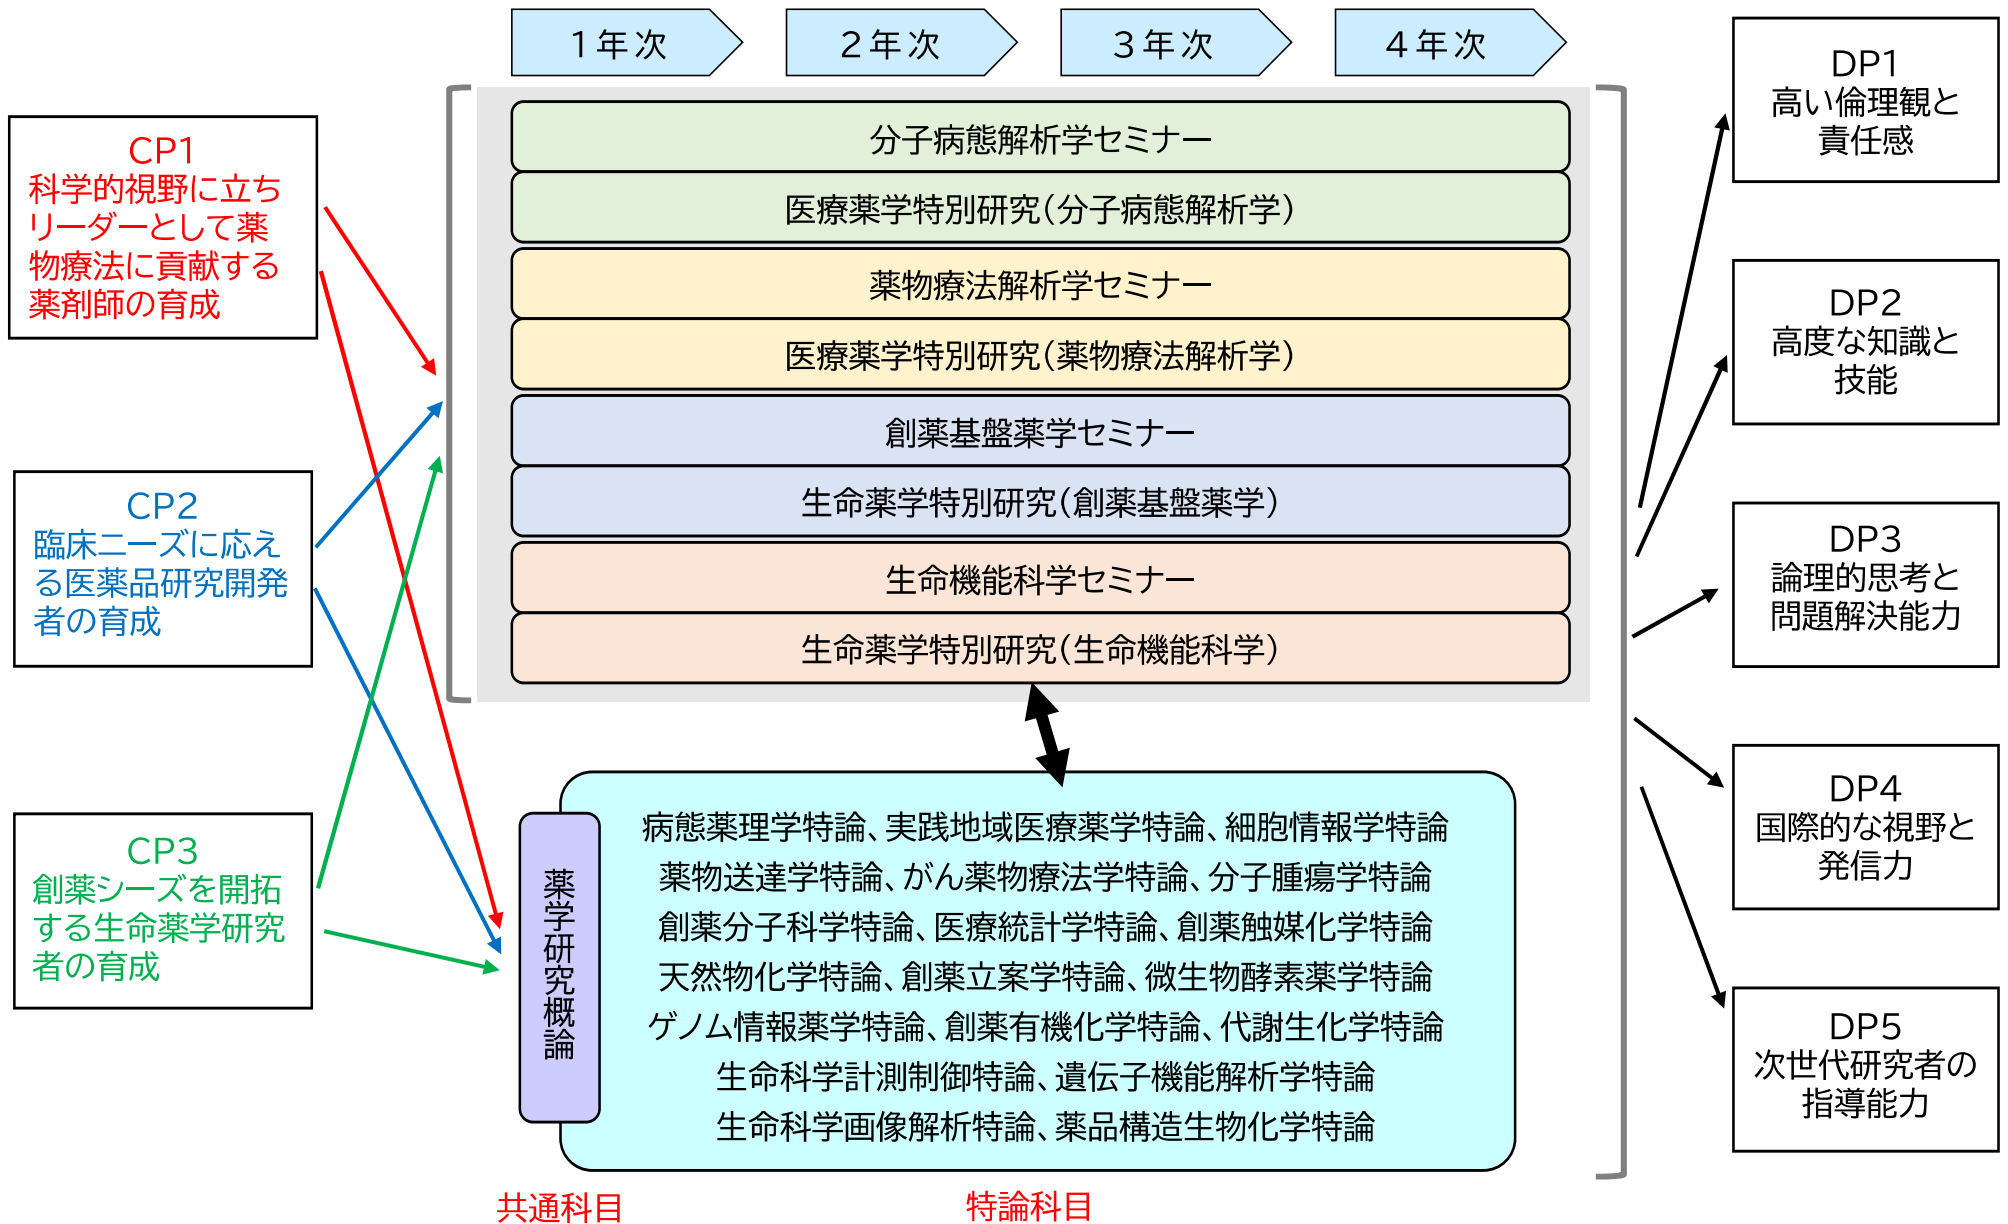 1年次
2年次
3年次
4年次
CP1
科学的視野に立ち
リーダーとして薬
物療法に貢献する
薬剤師の育成
CP2
臨床ニーズに応え
る医薬品研究開発
者の育成
CP3
創薬シーズを開拓
する生命薬学研究
者の育成
分子病態解析学セミナー
医療薬学特別研究(分子病態解析学)
薬物療法解析学セミナー
医療薬学特別研究(薬物療法解析学)
創薬基盤薬学セミナー
生命薬学特別研究(創薬基盤薬学)
生命機能科学セミナー
生命薬学特別研究(生命機能科学)
薬学研究概論
病態薬理学特論、実践地域医療薬学特論、細胞情報学特論
薬物送達学特論、がん薬物療法学特論、分子腫瘍学特論
創薬分子科学特論、医療統計学特論、創薬触媒化学特論
天然物化学特論、創薬立案学特論、微生物酵素薬学特論
ゲノム情報薬学特論、創薬有機化学特論、代謝生化学特論
生命科学計測制御特論、遺伝子機能解析学特論
生命科学画像解析特論、薬品構造生物化学特論
共通科目
特論科目
DP1
高い倫理観と
責任感
DP2
高度な知識と
技能
DP3
論理的思考と
問題解決能力
DP4
国際的な視野と
発信力
DP5
次世代研究者の
指導能力